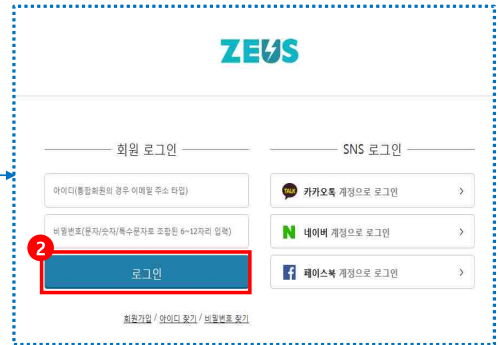 ZEUS
회원 로그인
아이디(통합회원의 경우 이메일 주소 타입)
비밀번호(문자/숫자/특수문자로 조합된 6~12자리 입력)
2
로그인
회원가입 / 아이디 찾기 / 비밀번호 찾기
SNS 로그인
TALK 카카오톡 계정으로 로그인 >
N 네이버 계정으로 로그인 >
f 페이스북 계정으로 로그인 >